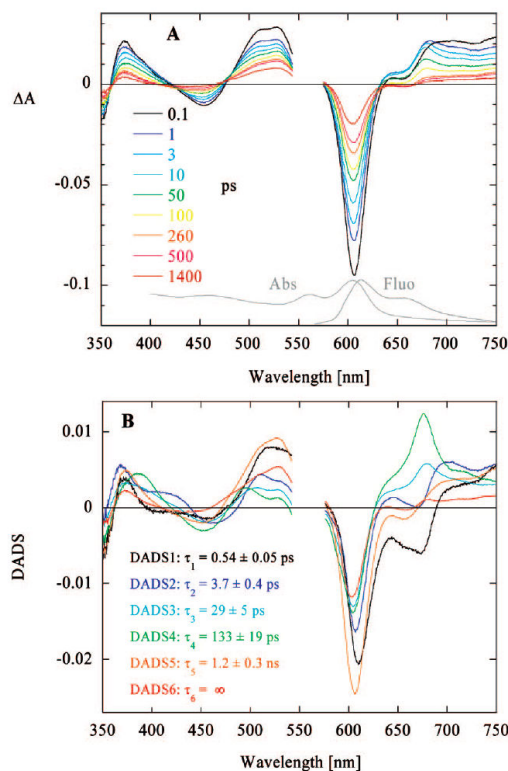 A
0
ΔA
0.1
1
3
10
50
100
260
500
1400
ps
-0.05
-0.1
Abs
Fluo
350 400 450 500 550 600 650 700 750
Wavelength [nm]
B
0.01
0
DADS
-0.01
-0.02
DADS1: τ1 = 0.54 ± 0.05 ps
DADS2: τ2 = 3.7 ± 0.4 ps
DADS3: τ3 = 29 ± 5 ps
DADS4: τ4 = 133 ± 19 ps
DADS5: τ5 = 1.2 ± 0.3 ns
DADS6: τ6 = ∞
350 400 450 500 550 600 650 700 750
Wavelength [nm]